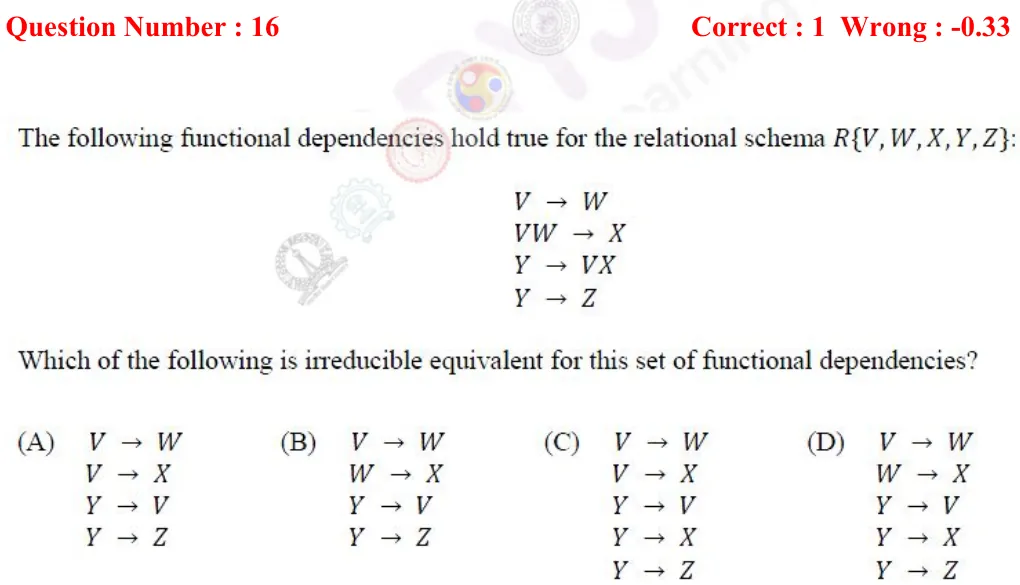 Question Number : 16 Correct : 1 Wrong : -0.33
The following functional dependencies hold true for the relational schema R{V, W, X, Y, Z}:
V → W
VW → X
Y → VX
Y → Z
Which of the following is irreducible equivalent for this set of functional dependencies?
(A) V → W (B) V → W (C) V → W (D) V → W
V → X W → X V → X W → X
Y → V Y → V Y → V Y → V
Y → Z Y → Z Y → X Y → X
Y → Z Y → Z